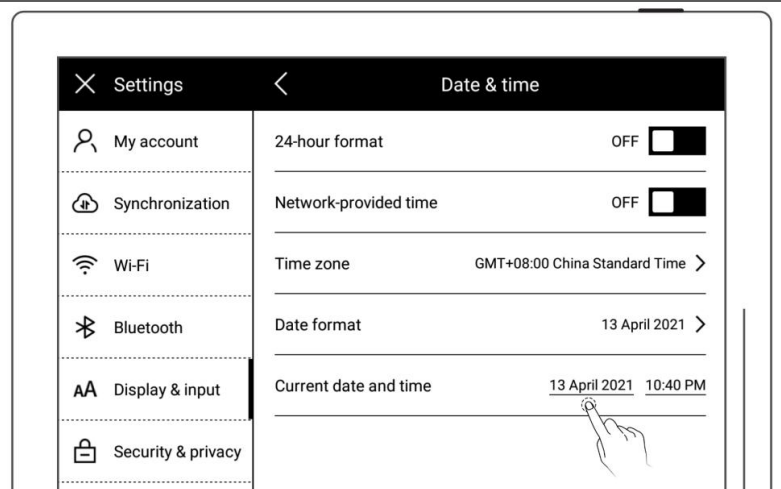 Settings
Date & time
My account
Synchronization
Wi-Fi
Bluetooth
AA Display & input
Security & privacy
24-hour format OFF
Network-provided time OFF
Time zone GMT+08:00 China Standard Time
Date format 13 April 2021
Current date and time 13 April 2021 10:40 PM